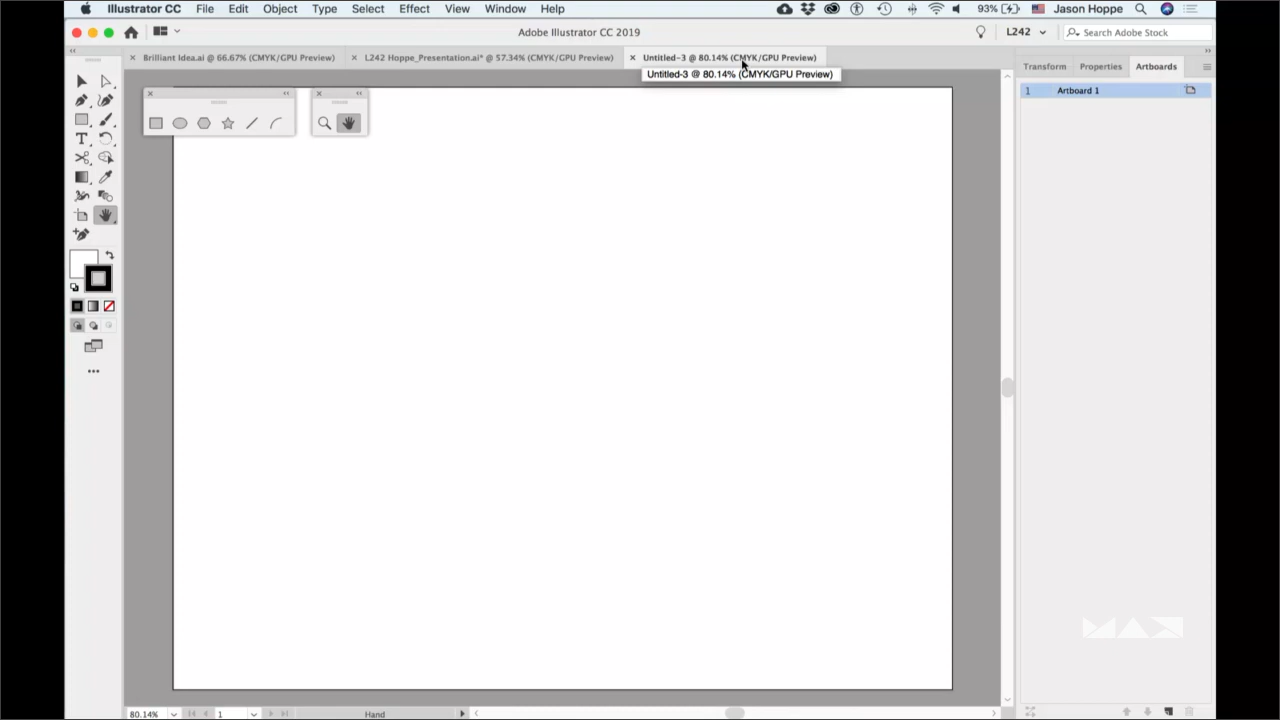 Illustrator CC File Edit Object Type Select Effect View Window Help 93% Jason Hoppe
Adobe Illustrator CC 2019 L242 Search Adobe Stock
Brilliant Idea.ai @ 66.67% (CMYK/GPU Preview) L242 Hoppe_Presentation.ai* @ 57.34% (CMYK/GPU Preview) Untitled-3 @ 80.14% (CMYK/GPU Preview)
Transform Properties Artboards
Untitled-3 @ 80.14% (CMYK/GPU Preview)
1 Artboard 1
MAX
80.14% 1 Hand